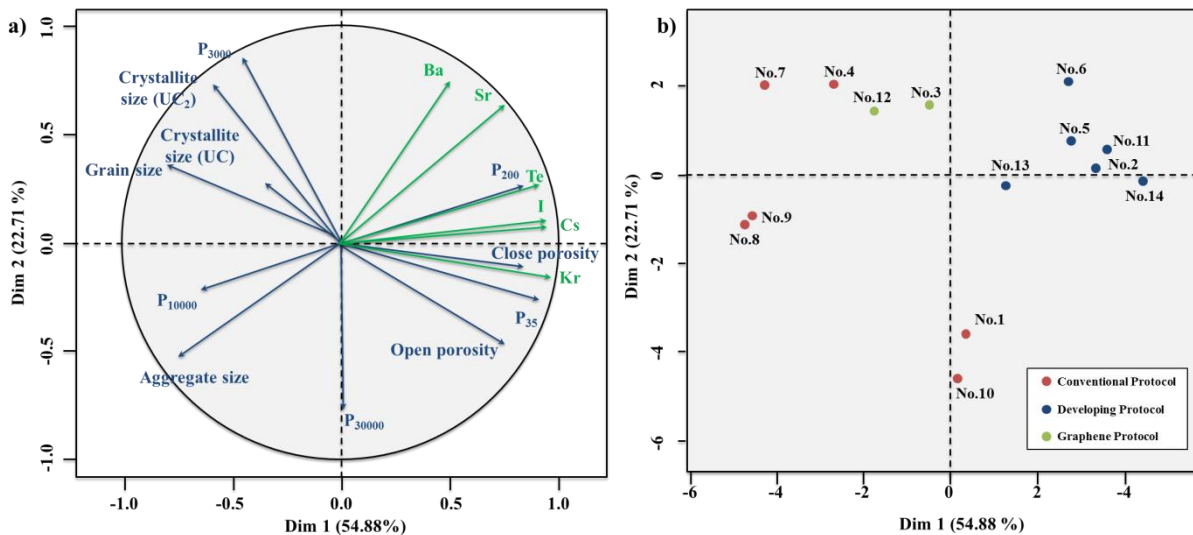 a)
1.0
0.5
0.0
-0.5
-1.0
Dim 2 (22.71 %)
-1.0
-0.5
0.0
0.5
1.0
Dim 1 (54.88%)
P3000
Crystallite
size (UC2)
Crystallite
size (UC)
Grain size
Ba
Sr
P200
Te
I
Cs
Close porosity
Kr
P35
Open porosity
P10000
Aggregate size
P30000
b)
2
0
-2
-4
-6
Dim 2 (22.71 %)
-6
-4
-2
0
2
-4
Dim 1 (54.88 %)
No.7
No.4
No.12
No.3
No.6
No.5
No.11
No.2
No.13
No.14
No.9
No.8
No.1
No.10
Conventional Protocol
Developing Protocol
Graphene Protocol